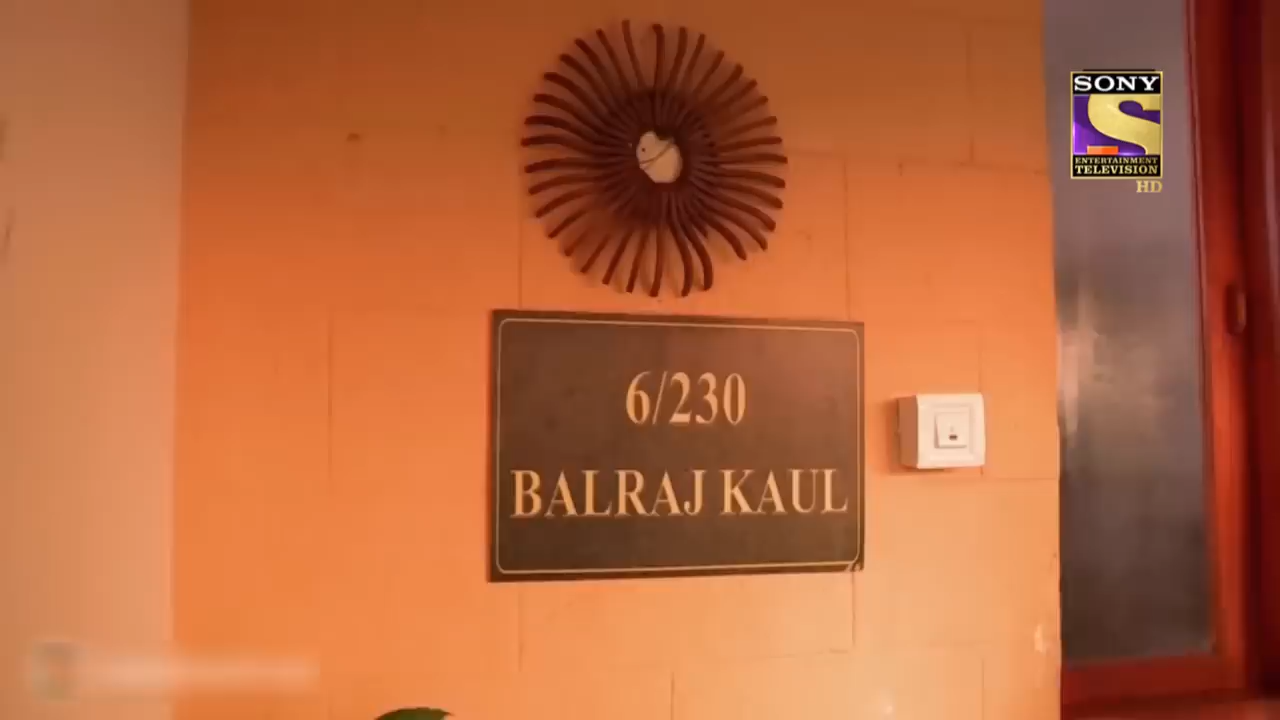 SONY
ENTERTAINMENT
TELEVISION
HD
6/230
BALRAJ KAUL